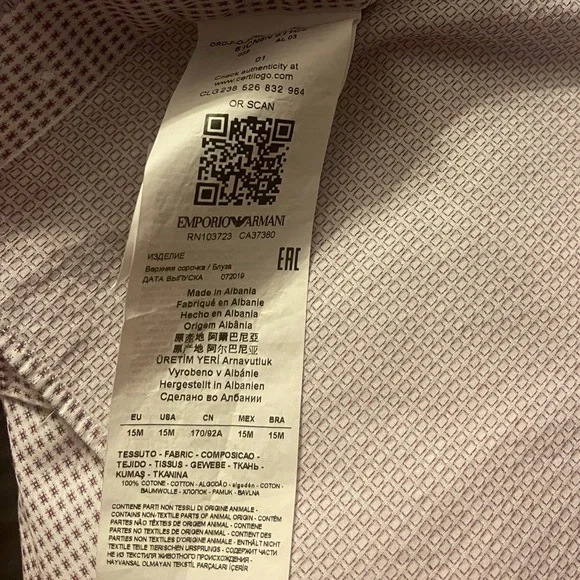 01
Check authenticity at
www.certilogo.com
CLG 238 526 832 964
OR SCAN
EMPORIO ARMANI
RN103723 CA37380
ИЗДЕЛИЕ
Верхняя сорочка / Блуза
ДАТА ВЫПУСКА 072019
EAC
Made in Albania
Fabriqué en Albanie
Hecho en Albania
Origem Albânia
原產地 阿爾巴尼亞
原产地 阿尔巴尼亚
ÜRETİM YERİ Arnavutluk
Vyrobeno v Albánie
Hergestellt in Albanien
Сделано во Албании
EU USA CN MEX BRA
15M 15M 170/92A 15M 15M
TESSUTO - FABRIC - COMPOSICAO -
TEJIDO - TISSUS - GEWEBE - ТКАНЬ -
KUMAŞ - TKANINA
100% COTONE - COTTON - ALGODÃO - algodón - COTON -
BAUMWOLLE - ХЛОПОК - PAMUK - BAVLNA
CONTIENE PARTI NON TESSILI DI ORIGINE ANIMALE -
CONTAINS NON-TEXTILE PARTS OF ANIMAL ORIGIN - CONTÉM
PARTES NÃO TÊXTEIS DE ORIGEM ANIMAL - CONTIENE
PARTES NO TEXTILES DE ORIGEN ANIMAL - CONTIENT DES
PARTIES NON TEXTILES D'ORIGINE ANIMALE - ENTHÄLT NICHT
TEXTILE TEILE TIERISCHEN URSPRUNGS - СОДЕРЖИТ ЧАСТИ
НЕ ИЗ ТЕКСТИЛЯ ЖИВОТНОГО ПРОИСХОЖДЕНИЯ -
HAYVANSAL OLMAYAN TEKSTİL PARÇALARI İÇERİR